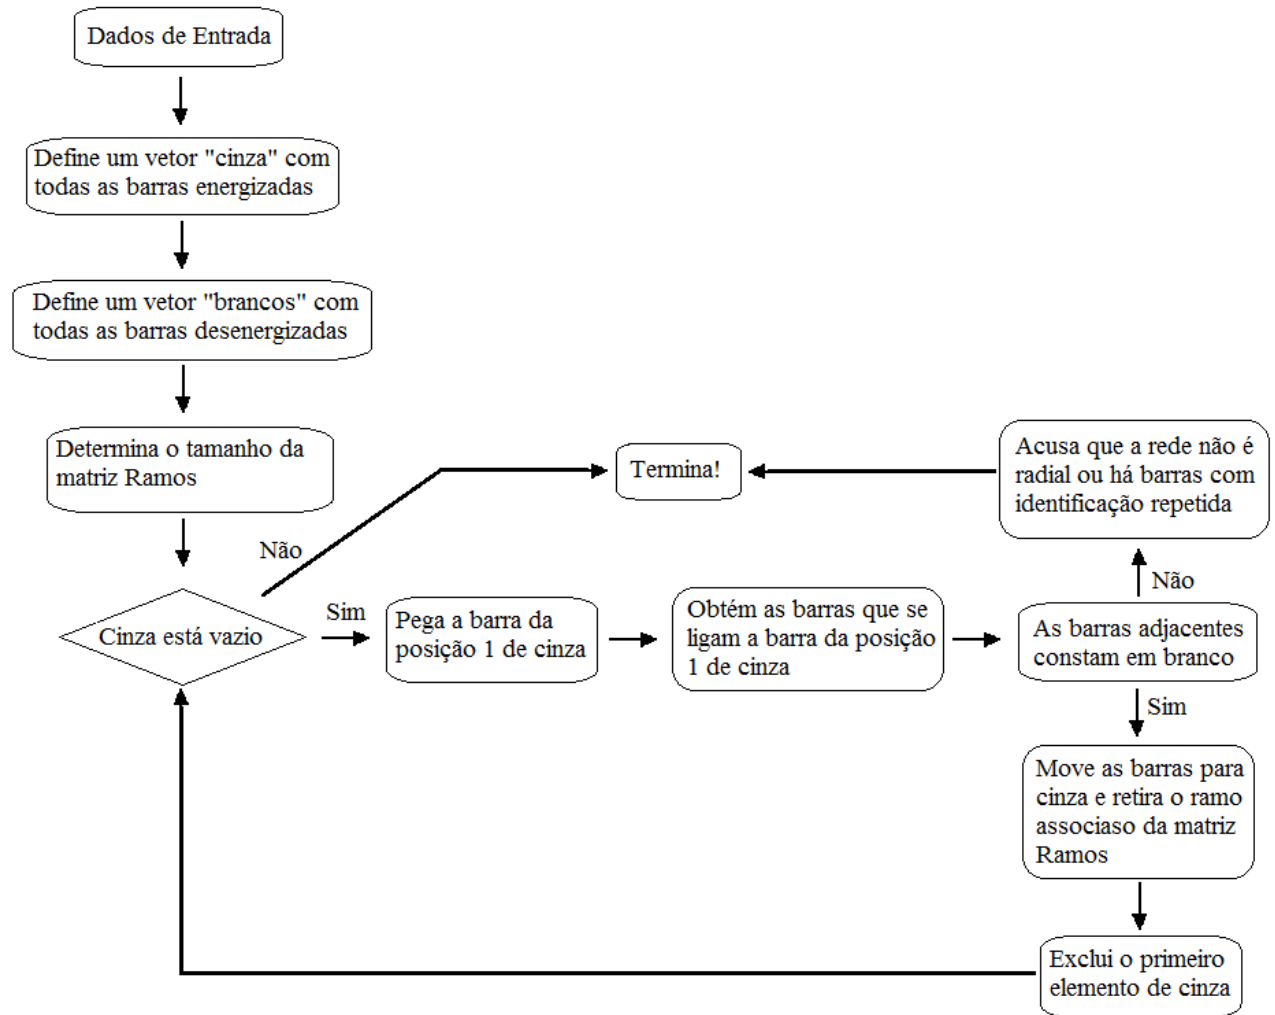 Dados de Entrada
Define um vetor "cinza" com
todas as barras energizadas
Define um vetor "brancos" com
todas as barras desenergizadas
Determina o tamanho da
matriz Ramos
Cinza está vazio
Não
Termina!
Sim
Pega a barra da
posição 1 de cinza
Obtém as barras que se
ligam a barra da posição
1 de cinza
As barras adjacentes
constam em branco
Não
Acusa que a rede não é
radial ou há barras com
identificação repetida
Sim
Move as barras para
cinza e retira o ramo
associaso da matriz
Ramos
Exclui o primeiro
elemento de cinza